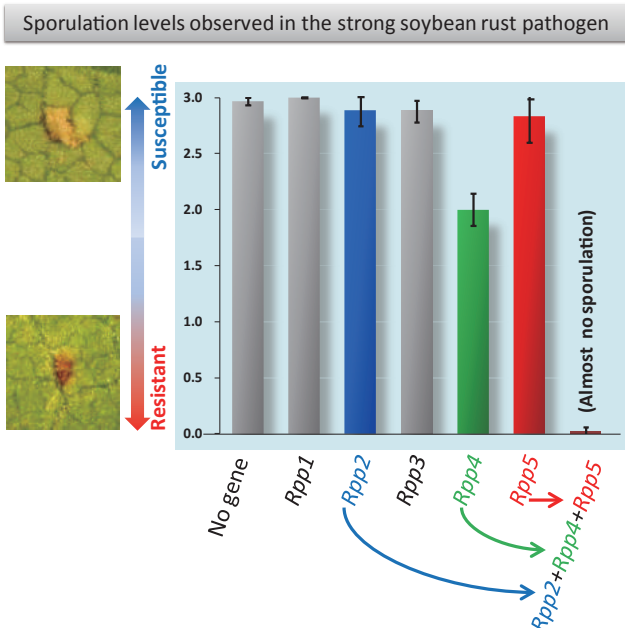 Sporulation levels observed in the strong soybean rust pathogen
Susceptible
Resistant
3.0
2.5
2.0
1.5
1.0
0.5
0.0
(Almost no sporulation)
No gene
Rpp1
Rpp2
Rpp3
Rpp4
Rpp5
Rpp2+Rpp4+Rpp5